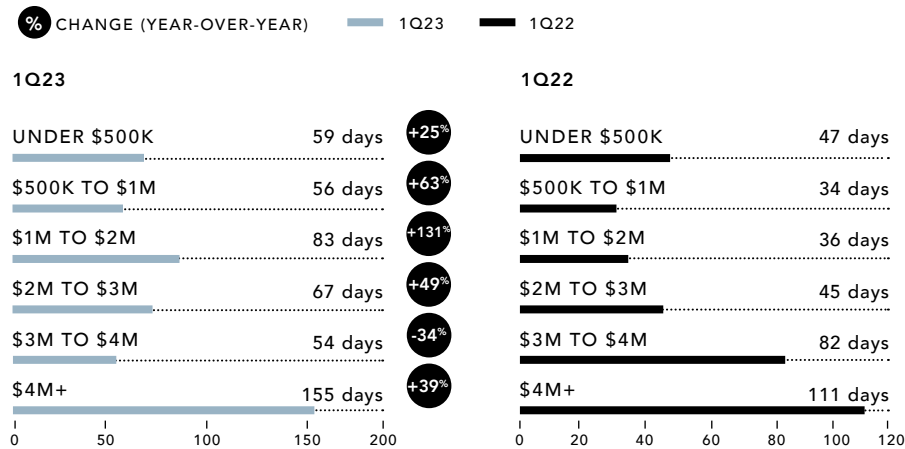 % CHANGE (YEAR-OVER-YEAR) 1Q23 1Q22
1Q23 1Q22
UNDER $500K 59 days +25% UNDER $500K 47 days
$500K TO $1M 56 days +63% $500K TO $1M 34 days
$1M TO $2M 83 days +131% $1M TO $2M 36 days
$2M TO $3M 67 days +49% $2M TO $3M 45 days
$3M TO $4M 54 days -34% $3M TO $4M 82 days
$4M+ 155 days +39% $4M+ 111 days
0 50 100 150 200 0 20 40 60 80 100 120